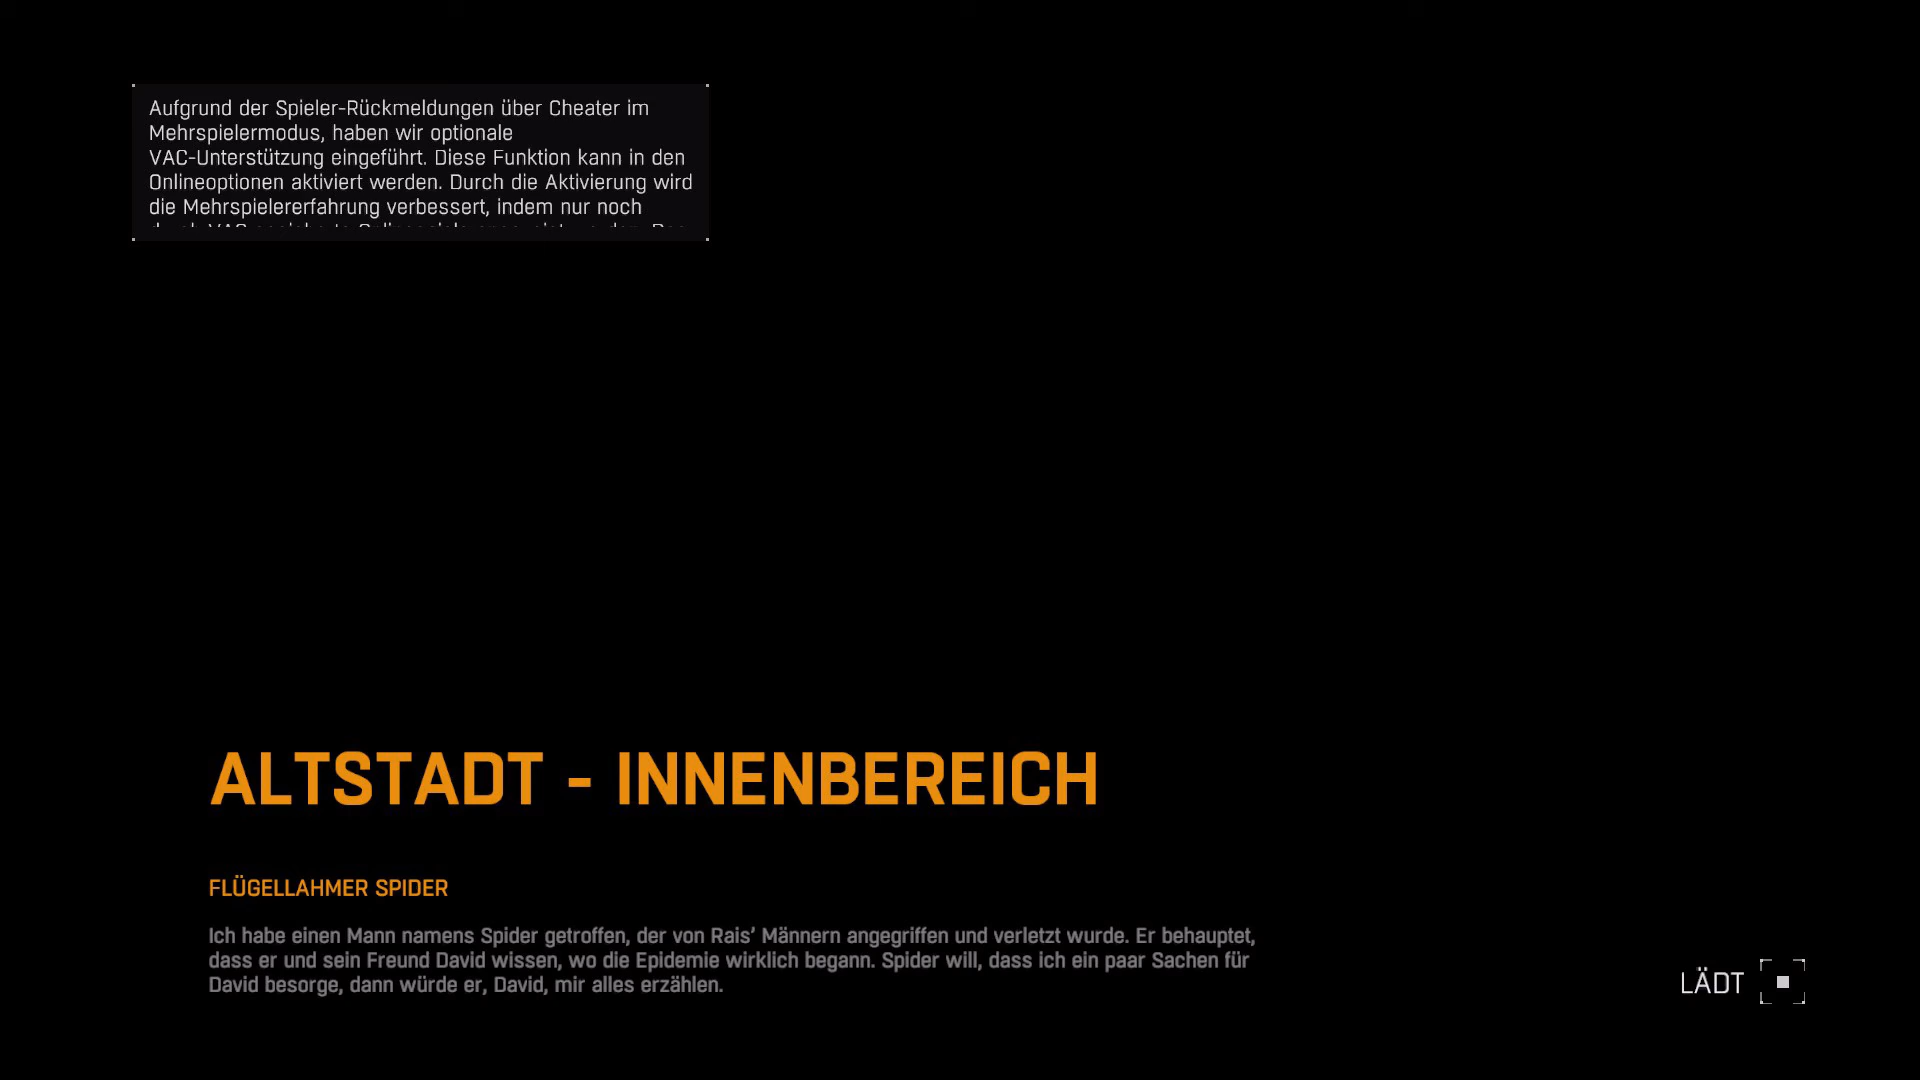 Aufgrund der Spieler-Rückmeldungen über Cheater im
Mehrspielermodus, haben wir optionale
VAC-Unterstützung eingeführt. Diese Funktion kann in den
Onlineoptionen aktiviert werden. Durch die Aktivierung wird
die Mehrspielererfahrung verbessert, indem nur noch
ALTSTADT - INNENBEREICH
FLÜGELLAHMER SPIDER
Ich habe einen Mann namens Spider getroffen, der von Rais’ Männern angegriffen und verletzt wurde. Er behauptet,
dass er und sein Freund David wissen, wo die Epidemie wirklich begann. Spider will, dass ich ein paar Sachen für
David besorge, dann würde er, David, mir alles erzählen.
LÄDT